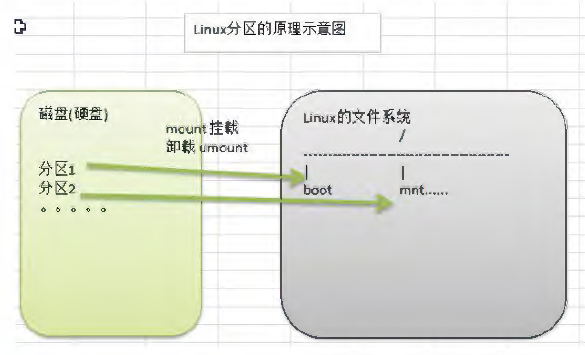 Linux分区的原理示意图
磁盘(硬盘)
mount 挂载
卸载 umount
分区1
分区2
。。。。。
Linux的文件系统
/
---------------------------------------------
| |
boot mnt......